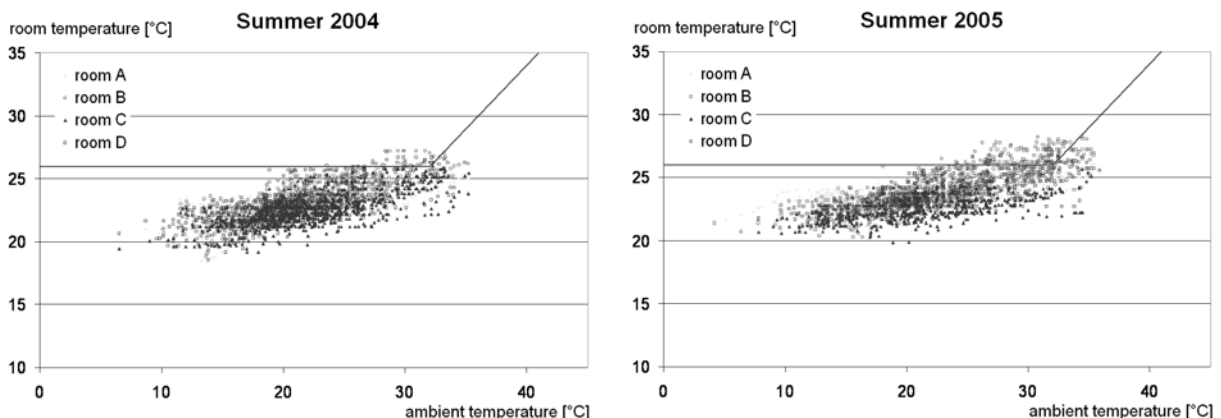 Summer 2004
room temperature [°C]
35
30
25
20
15
10
room A
room B
room C
room D
0
10
20
30
40
ambient temperature [°C]
Summer 2005
room temperature [°C]
35
30
25
20
15
10
room A
room B
room C
room D
0
10
20
30
40
ambient temperature [°C]